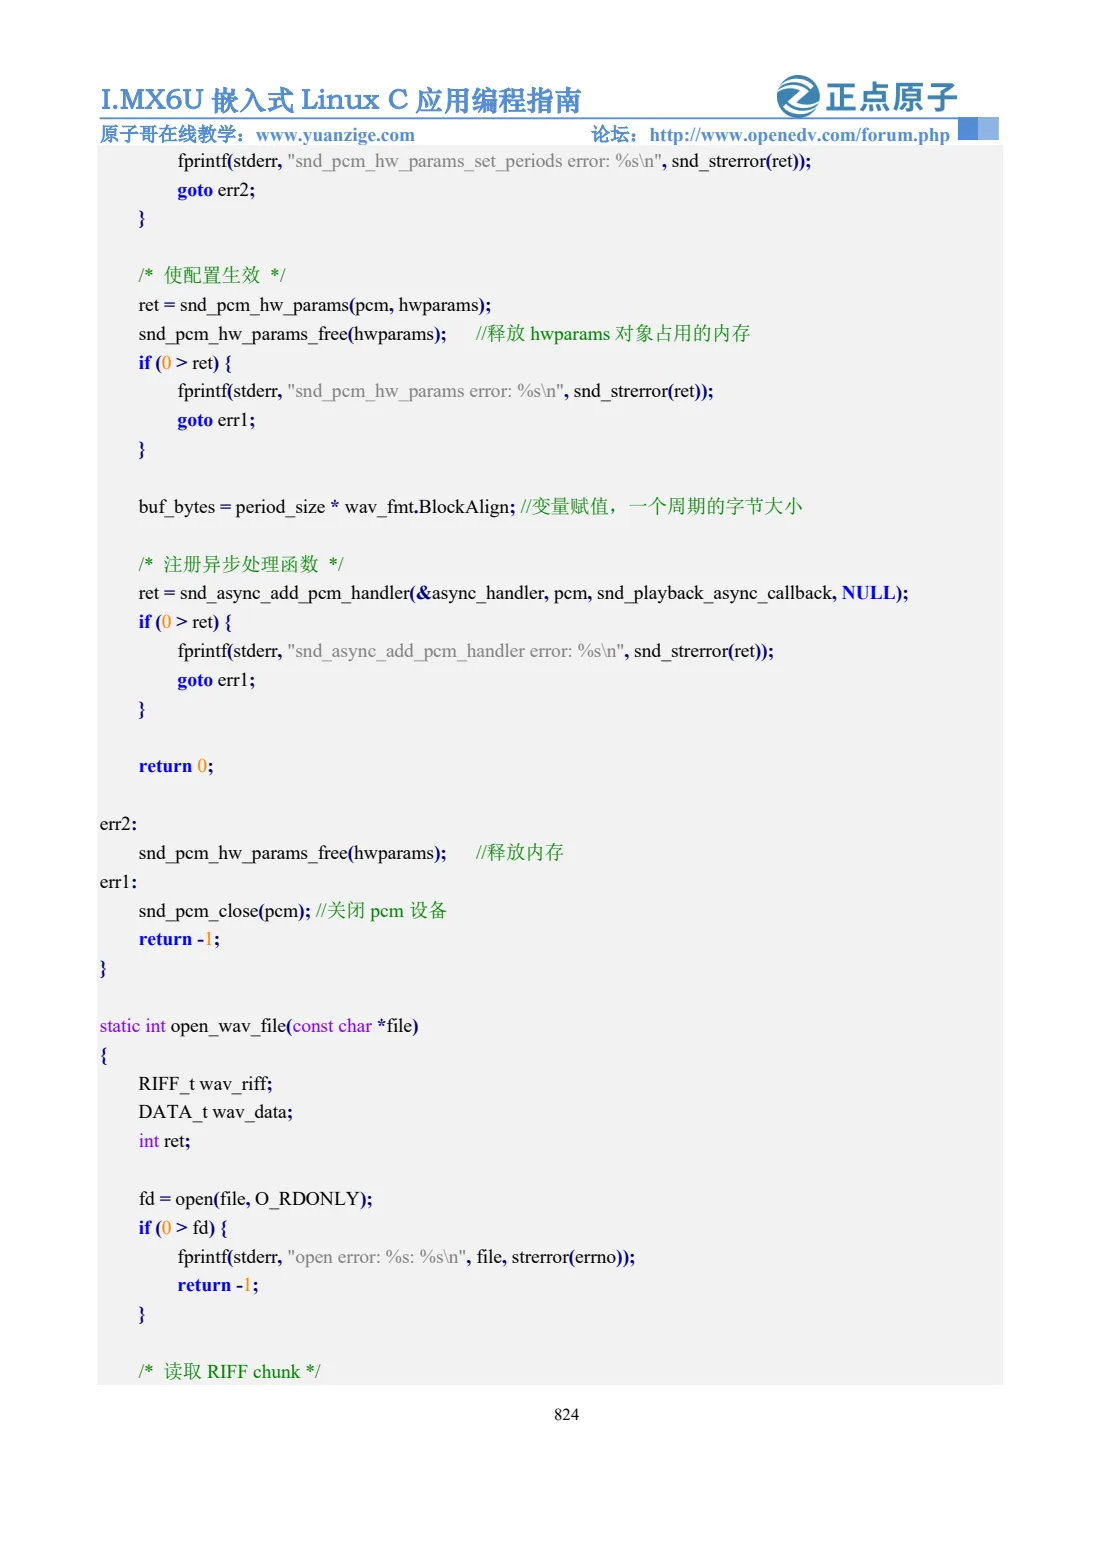 I.MX6U 嵌入式 Linux C 应用编程指南
正点原子
原子哥在线教学：www.yuanzige.com 论坛：http://www.openedv.com/forum.php
fprintf(stderr, "snd_pcm_hw_params_set_periods error: %s\n", snd_strerror(ret));
goto err2;
}
/* 使配置生效 */
ret = snd_pcm_hw_params(pcm, hwparams);
snd_pcm_hw_params_free(hwparams); //释放 hwparams 对象占用的内存
if (0 > ret) {
fprintf(stderr, "snd_pcm_hw_params error: %s\n", snd_strerror(ret));
goto err1;
}
buf_bytes = period_size * wav_fmt.BlockAlign; //变量赋值，一个周期的字节大小
/* 注册异步处理函数 */
ret = snd_async_add_pcm_handler(&async_handler, pcm, snd_playback_async_callback, NULL);
if (0 > ret) {
fprintf(stderr, "snd_async_add_pcm_handler error: %s\n", snd_strerror(ret));
goto err1;
}
return 0;
err2:
snd_pcm_hw_params_free(hwparams); //释放内存
err1:
snd_pcm_close(pcm); //关闭 pcm 设备
return -1;
}
static int open_wav_file(const char *file)
{
RIFF_t wav_riff;
DATA_t wav_data;
int ret;
fd = open(file, O_RDONLY);
if (0 > fd) {
fprintf(stderr, "open error: %s: %s\n", file, strerror(errno));
return -1;
}
/* 读取 RIFF chunk */
824